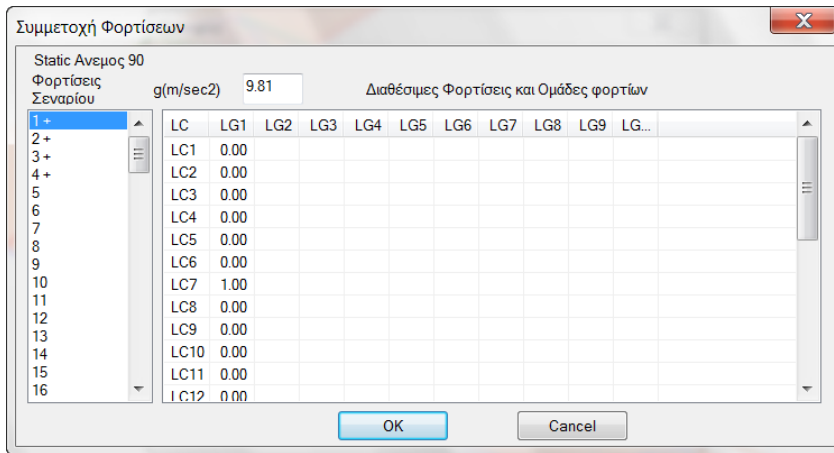 Συμμετοχή Φορτίσεων
Static Ανεμος 90
Φορτίσεις
Σεναρίου
g(m/sec2) 9.81 Διαθέσιμες Φορτίσεις και Ομάδες φορτίων
1 +
2 +
3 +
4 +
5
6
7
8
9
10
11
12
13
14
15
16
LC LG1 LG2 LG3 LG4 LG5 LG6 LG7 LG8 LG9 LG...
LC1 0.00
LC2 0.00
LC3 0.00
LC4 0.00
LC5 0.00
LC6 0.00
LC7 1.00
LC8 0.00
LC9 0.00
LC10 0.00
LC11 0.00
LC12 0.00
OK Cancel